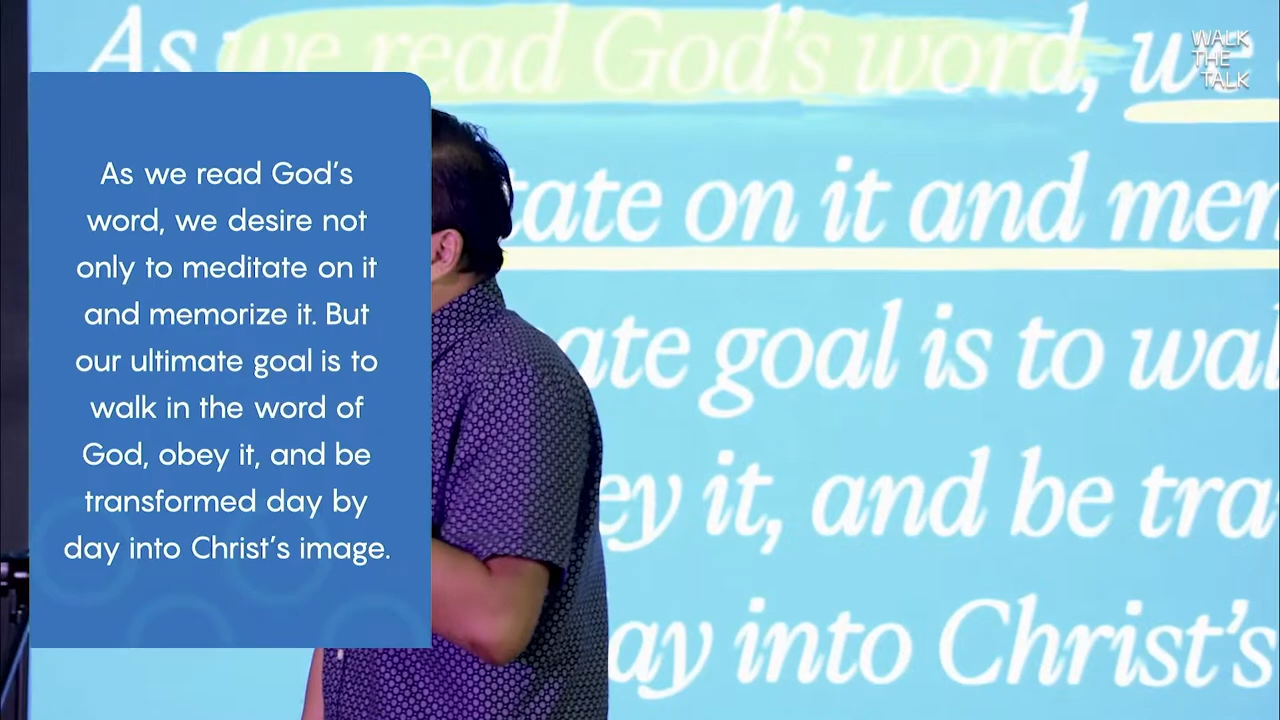 As we read God's word, we
tate on it and mem
ate goal is to wal
ey it, and be tra
ay into Christ's
WALK
THE
TALK
As we read God's
word, we desire not
only to meditate on it
and memorize it. But
our ultimate goal is to
walk in the word of
God, obey it, and be
transformed day by
day into Christ's image.